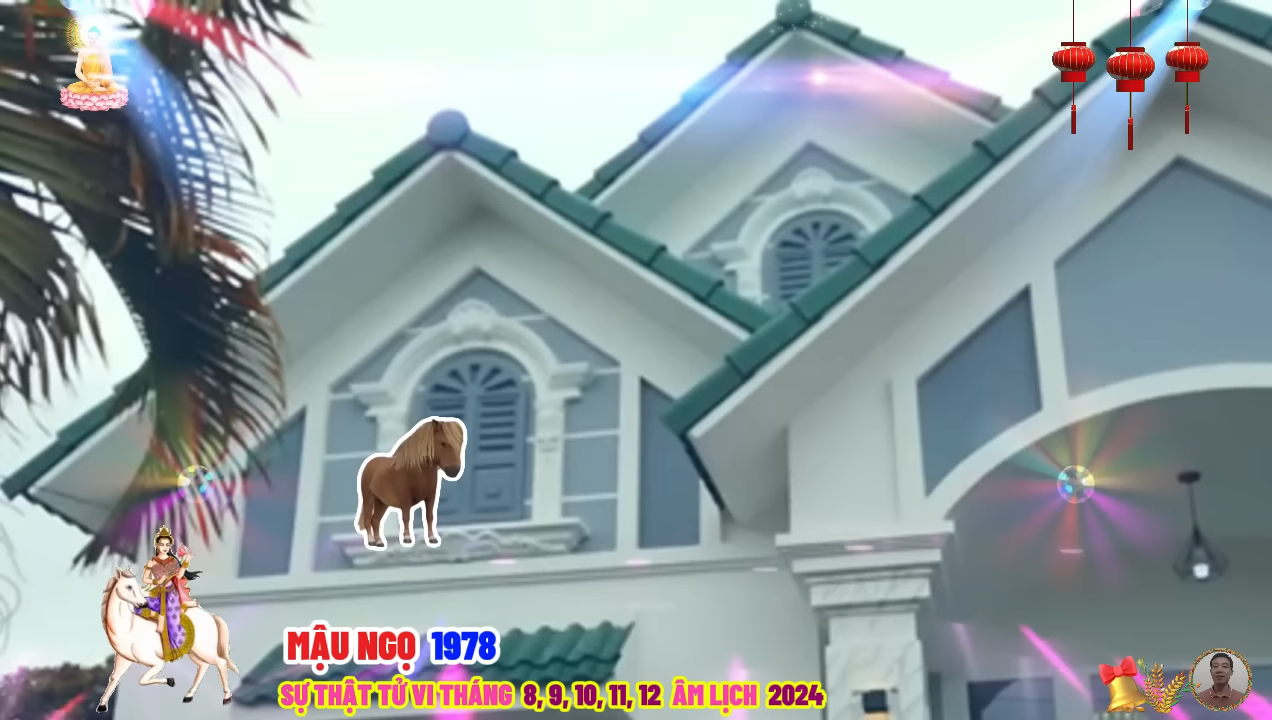 MẬU NGỌ 1978
SỰ THẬT TỬ VI THÁNG 8, 9, 10, 11, 12 ÂM LỊCH 2024